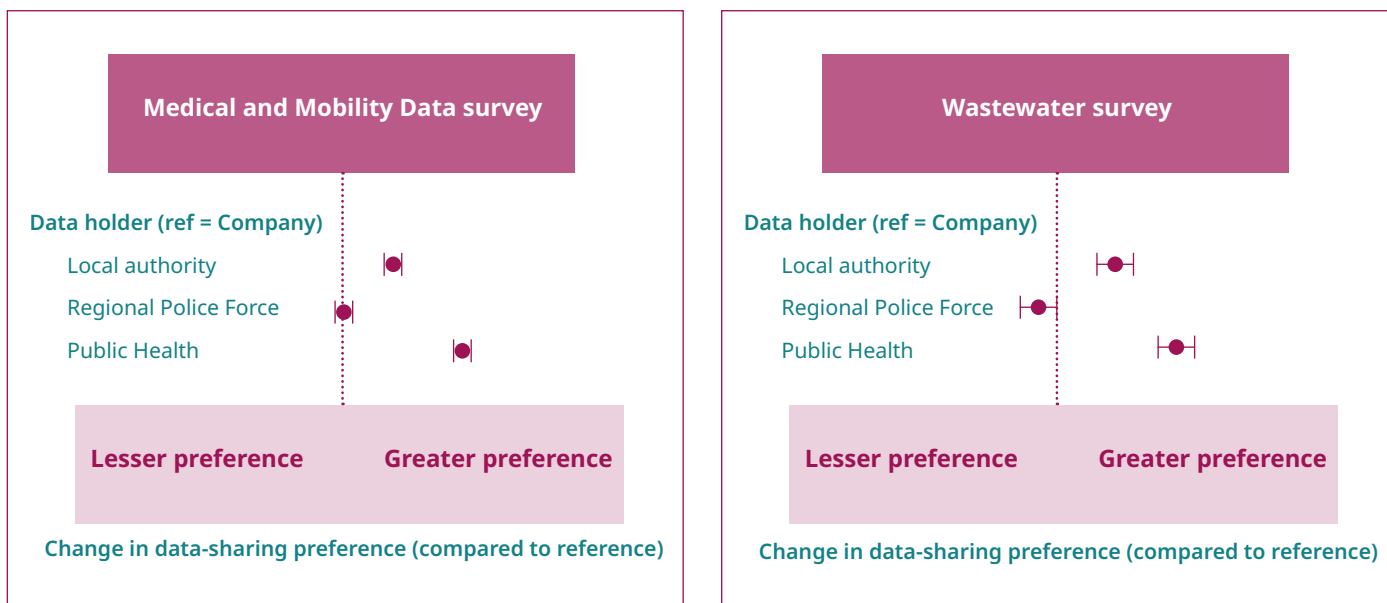 Medical and Mobility Data survey
Data holder (ref = Company)
Local authority
Regional Police Force
Public Health
Lesser preference
Greater preference
Change in data-sharing preference (compared to reference)
Wastewater survey
Data holder (ref = Company)
Local authority
Regional Police Force
Public Health
Lesser preference
Greater preference
Change in data-sharing preference (compared to reference)